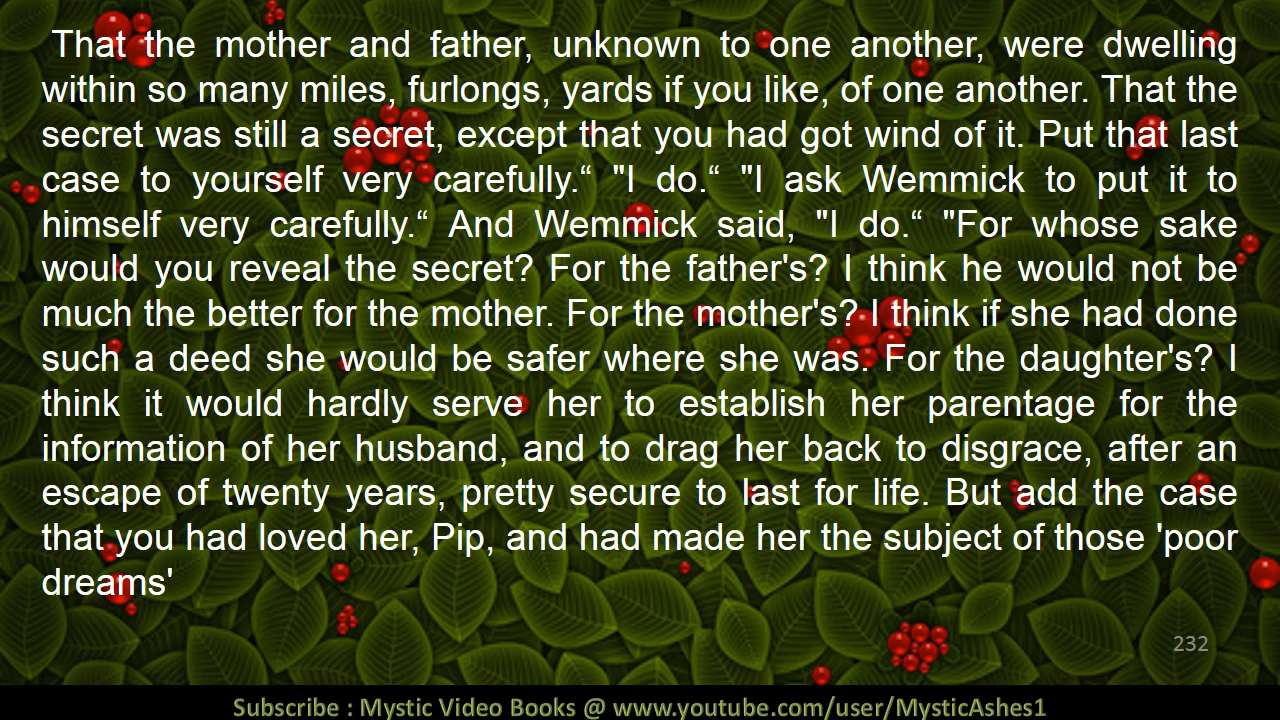 That the mother and father, unknown to one another, were dwelling
within so many miles, furlongs, yards if you like, of one another. That the
secret was still a secret, except that you had got wind of it. Put that last
case to yourself very carefully.“ "I do.“ "I ask Wemmick to put it to
himself very carefully.“ And Wemmick said, "I do.“ "For whose sake
would you reveal the secret? For the father's? I think he would not be
much the better for the mother. For the mother's? I think if she had done
such a deed she would be safer where she was. For the daughter's? I
think it would hardly serve her to establish her parentage for the
information of her husband, and to drag her back to disgrace, after an
escape of twenty years, pretty secure to last for life. But add the case
that you had loved her, Pip, and had made her the subject of those 'poor
dreams'
232
Subscribe : Mystic Video Books @ www.youtube.com/user/MysticAshes1